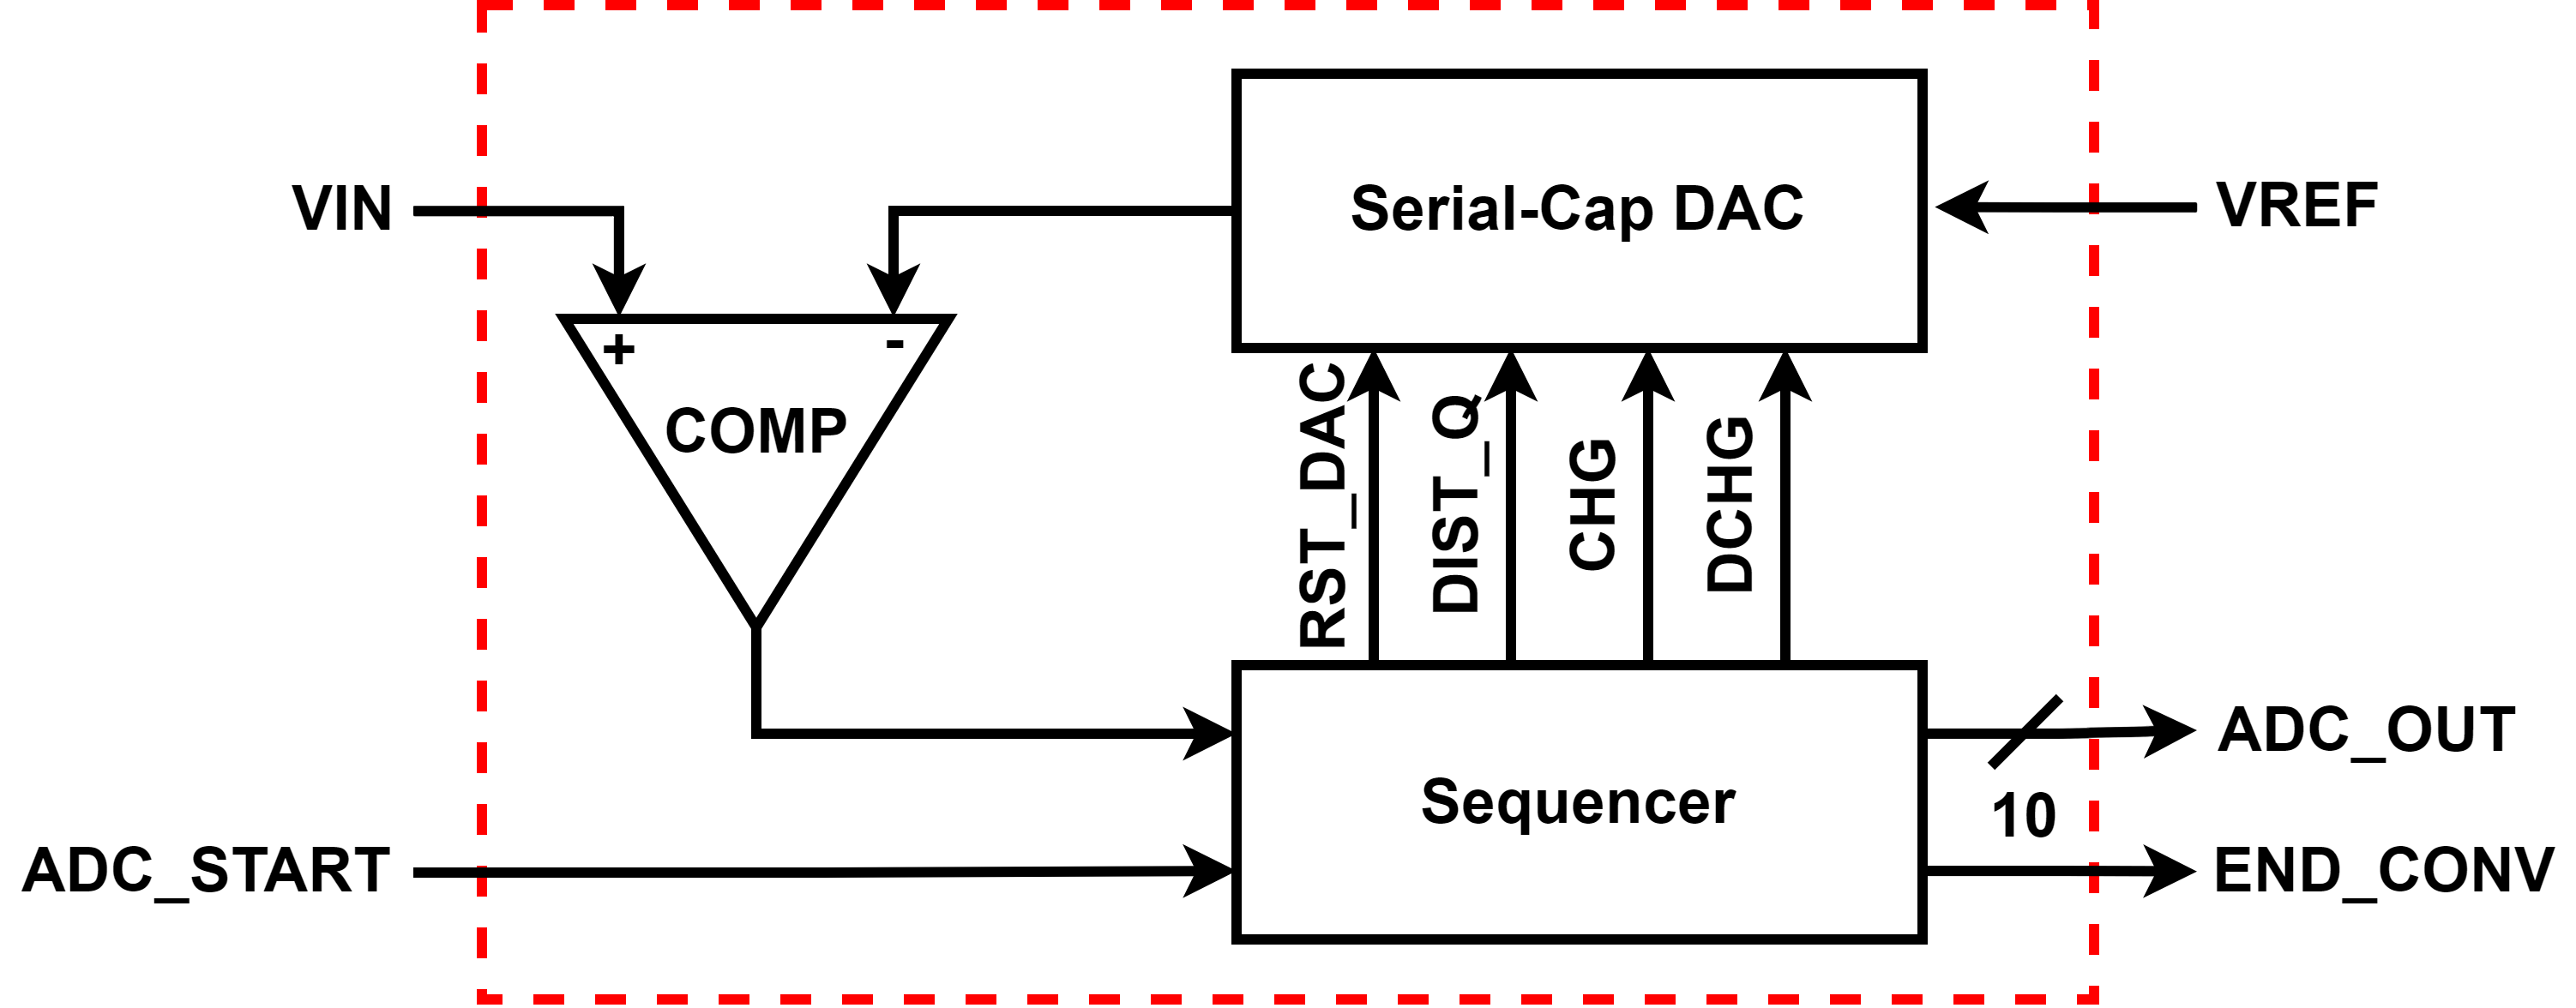 VIN
Serial-Cap DAC
VREF
+
-
COMP
RST_DAC
DIST_Q
CHG
DCHG
ADC_OUT
Sequencer
10
ADC_START
END_CONV